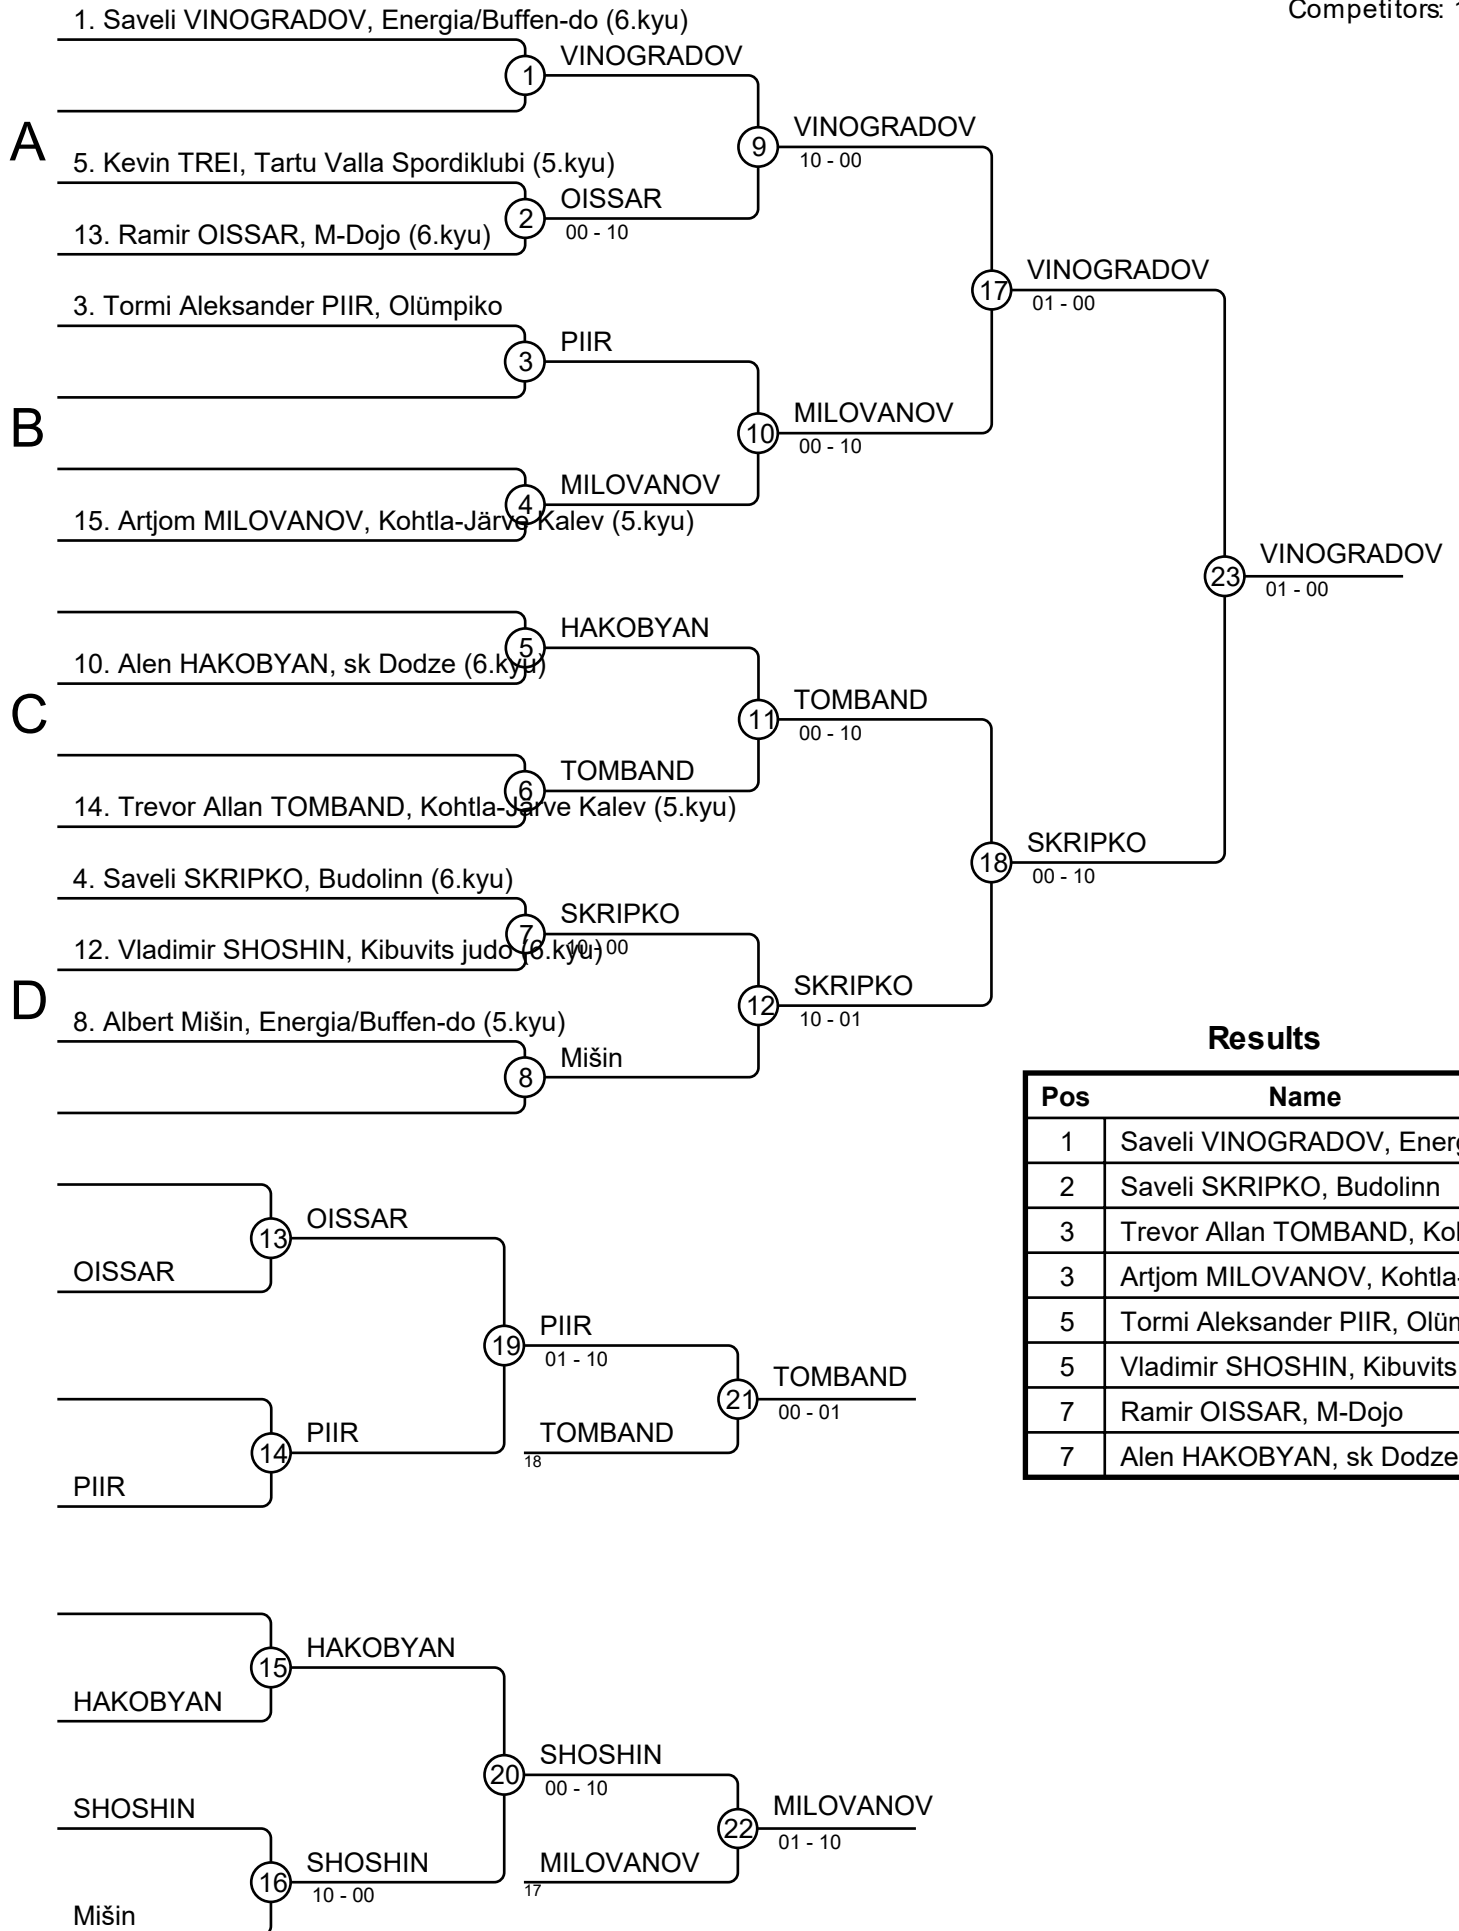 Competitors:
1. Saveli VINOGRADOV, Energia/Buffen-do (6.kyu)
1
VINOGRADOV
A
9
VINOGRADOV
10 - 00
5. Kevin TREI, Tartu Valla Spordiklubi (5.kyu)
2
OISSAR
00 - 10
13. Ramir OISSAR, M-Dojo (6.kyu)
17
VINOGRADOV
01 - 00
3. Tormi Aleksander PIIR, Olümpiko
3
PIIR
B
10
MILOVANOV
00 - 10
4
MILOVANOV
15. Artjom MILOVANOV, Kohtla-Järve Kalev (5.kyu)
23
VINOGRADOV
01 - 00
5
HAKOBYAN
10. Alen HAKOBYAN, sk Dodze (6.kyu)
C
11
TOMBAND
00 - 10
6
TOMBAND
14. Trevor Allan TOMBAND, Kohtla-Järve Kalev (5.kyu)
18
SKRIPKO
00 - 10
4. Saveli SKRIPKO, Budolinn (6.kyu)
7
SKRIPKO
10 - 00
12. Vladimir SHOSHIN, Kibuvits judo (6.kyu)
D
12
SKRIPKO
10 - 01
8. Albert Mišin, Energia/Buffen-do (5.kyu)
8
Mišin
Results
Pos Name
1 Saveli VINOGRADOV,
2 Saveli SKRIPKO, Budolinn
3 Trevor Allan TOMBAND,
3 Artjom MILOVANOV, Kohtla-
5 Tormi Aleksander PIIR,
5 Vladimir SHOSHIN, Kibuvits
7 Ramir OISSAR, M-Dojo
7 Alen HAKOBYAN, sk Dodze
13
OISSAR
OISSAR
19
PIIR
01 - 10
21
TOMBAND
00 - 01
14
PIIR
TOMBAND
18
PIIR
15
HAKOBYAN
HAKOBYAN
20
SHOSHIN
00 - 10
SHOSHIN
22
MILOVANOV
01 - 10
16
SHOSHIN
10 - 00
MILOVANOV
17
Mišin